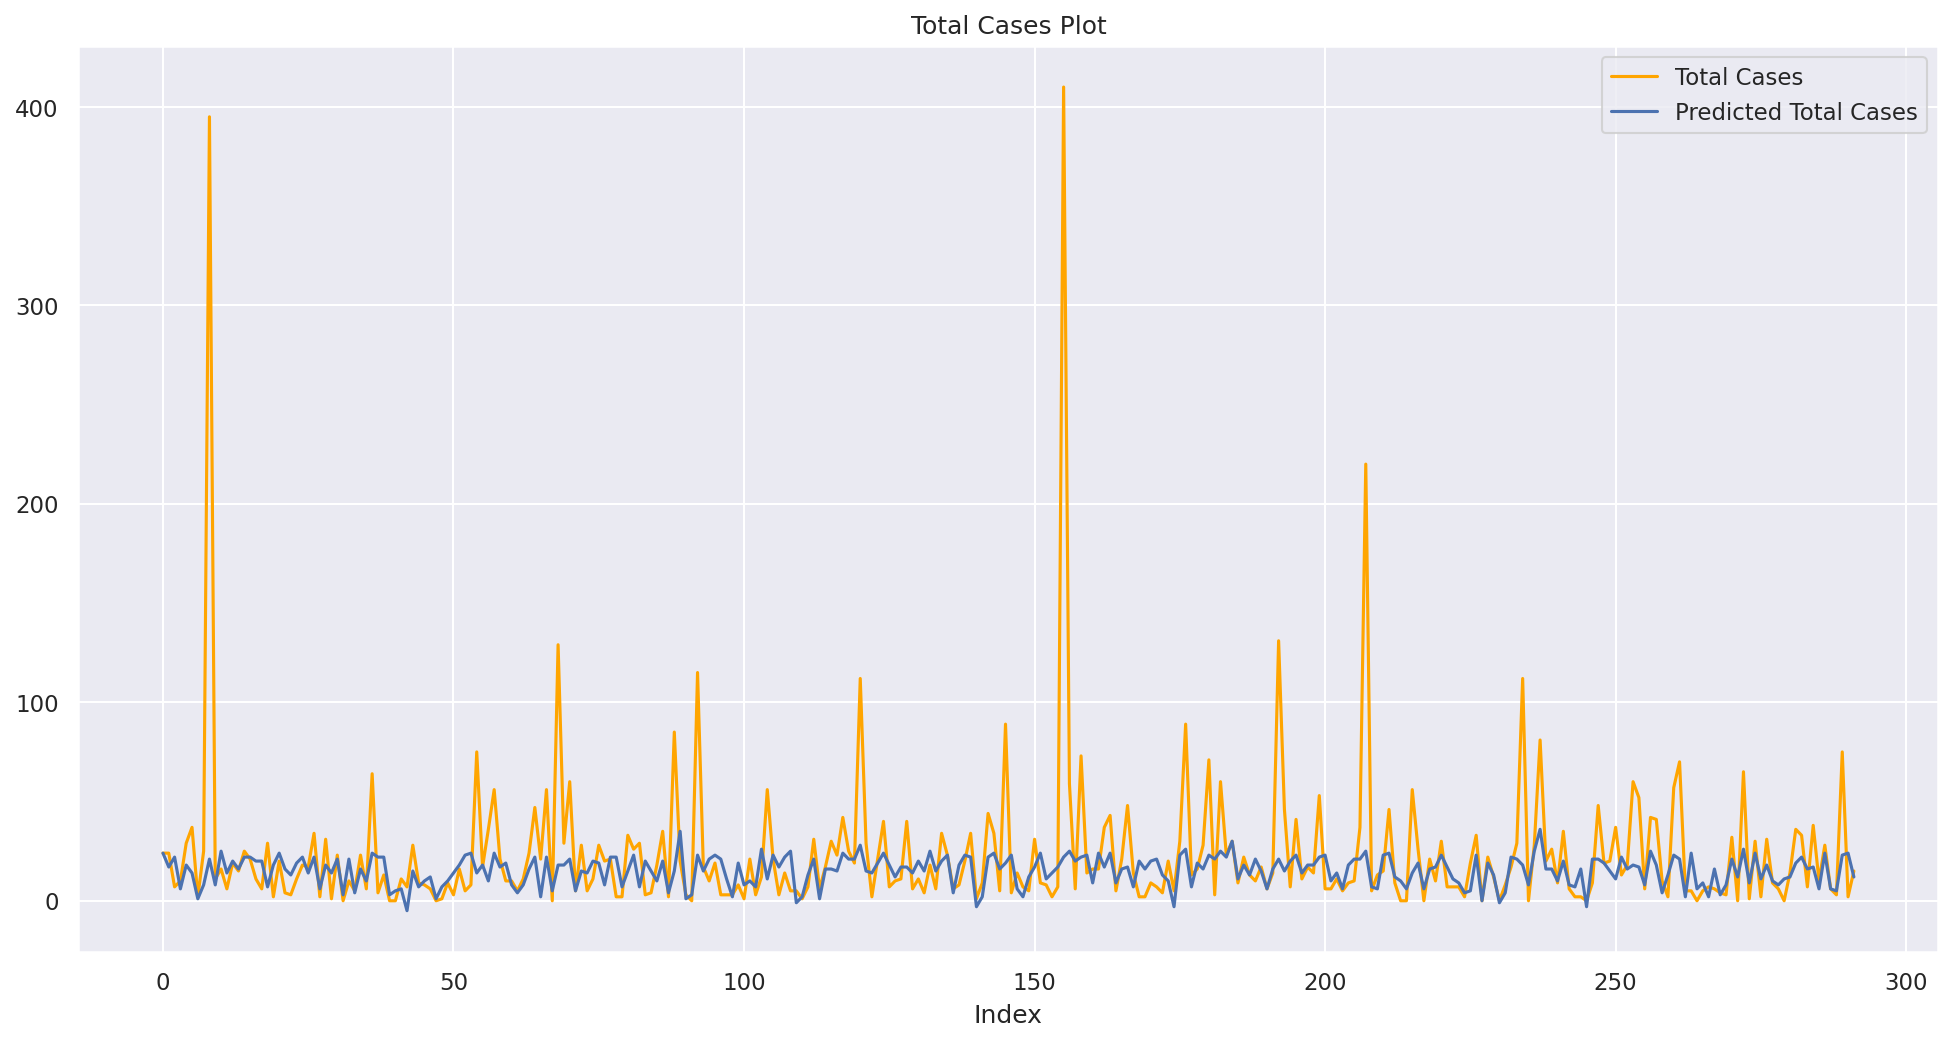 Total Cases Plot
Total Cases
Predicted Total Cases
400
300
200
100
0
0 50 100 150 200 250 300
Index